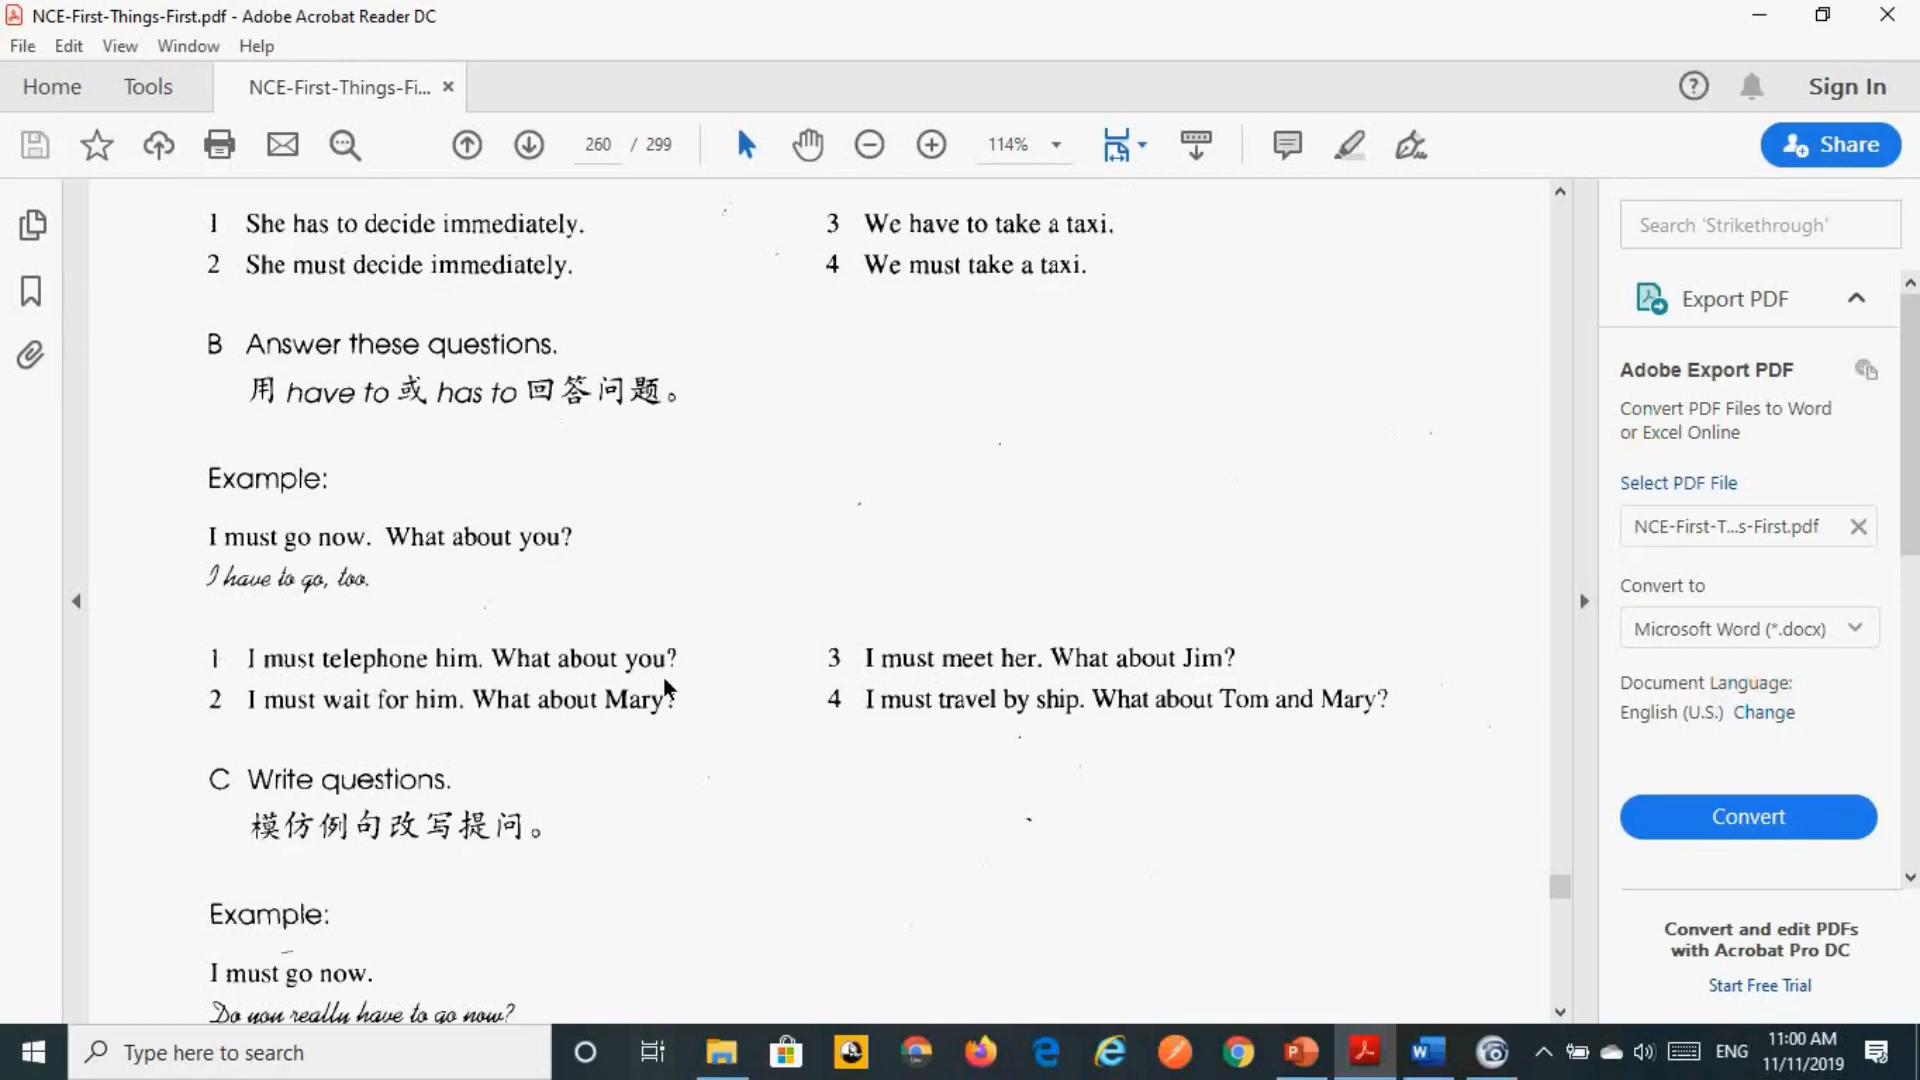 NCE-First-Things-First.pdf - Adobe Acrobat Reader DC
File Edit View Window Help
Home Tools NCE-First-Things-Fi... × Sign In
260 / 299 114% Share
1 She has to decide immediately. 3 We have to take a taxi.
2 She must decide immediately. 4 We must take a taxi.
B Answer these questions.
用 have to 或 has to 回答问题。
Example:
I must go now. What about you?
I have to go, too.
1 I must telephone him. What about you? 3 I must meet her. What about Jim?
2 I must wait for him. What about Mary? 4 I must travel by ship. What about Tom and Mary?
C Write questions.
模仿例句改写提问。
Example:
I must go now.
Do you really have to go now?
Search 'Strikethrough'
Export PDF
Adobe Export PDF
Convert PDF Files to Word
or Excel Online
Select PDF File
NCE-First-T...s-First.pdf
Convert to
Microsoft Word (*.docx)
Document Language:
English (U.S.) Change
Convert
Convert and edit PDFs
with Acrobat Pro DC
Start Free Trial
Type here to search
ENG
11:00 AM
11/11/2019